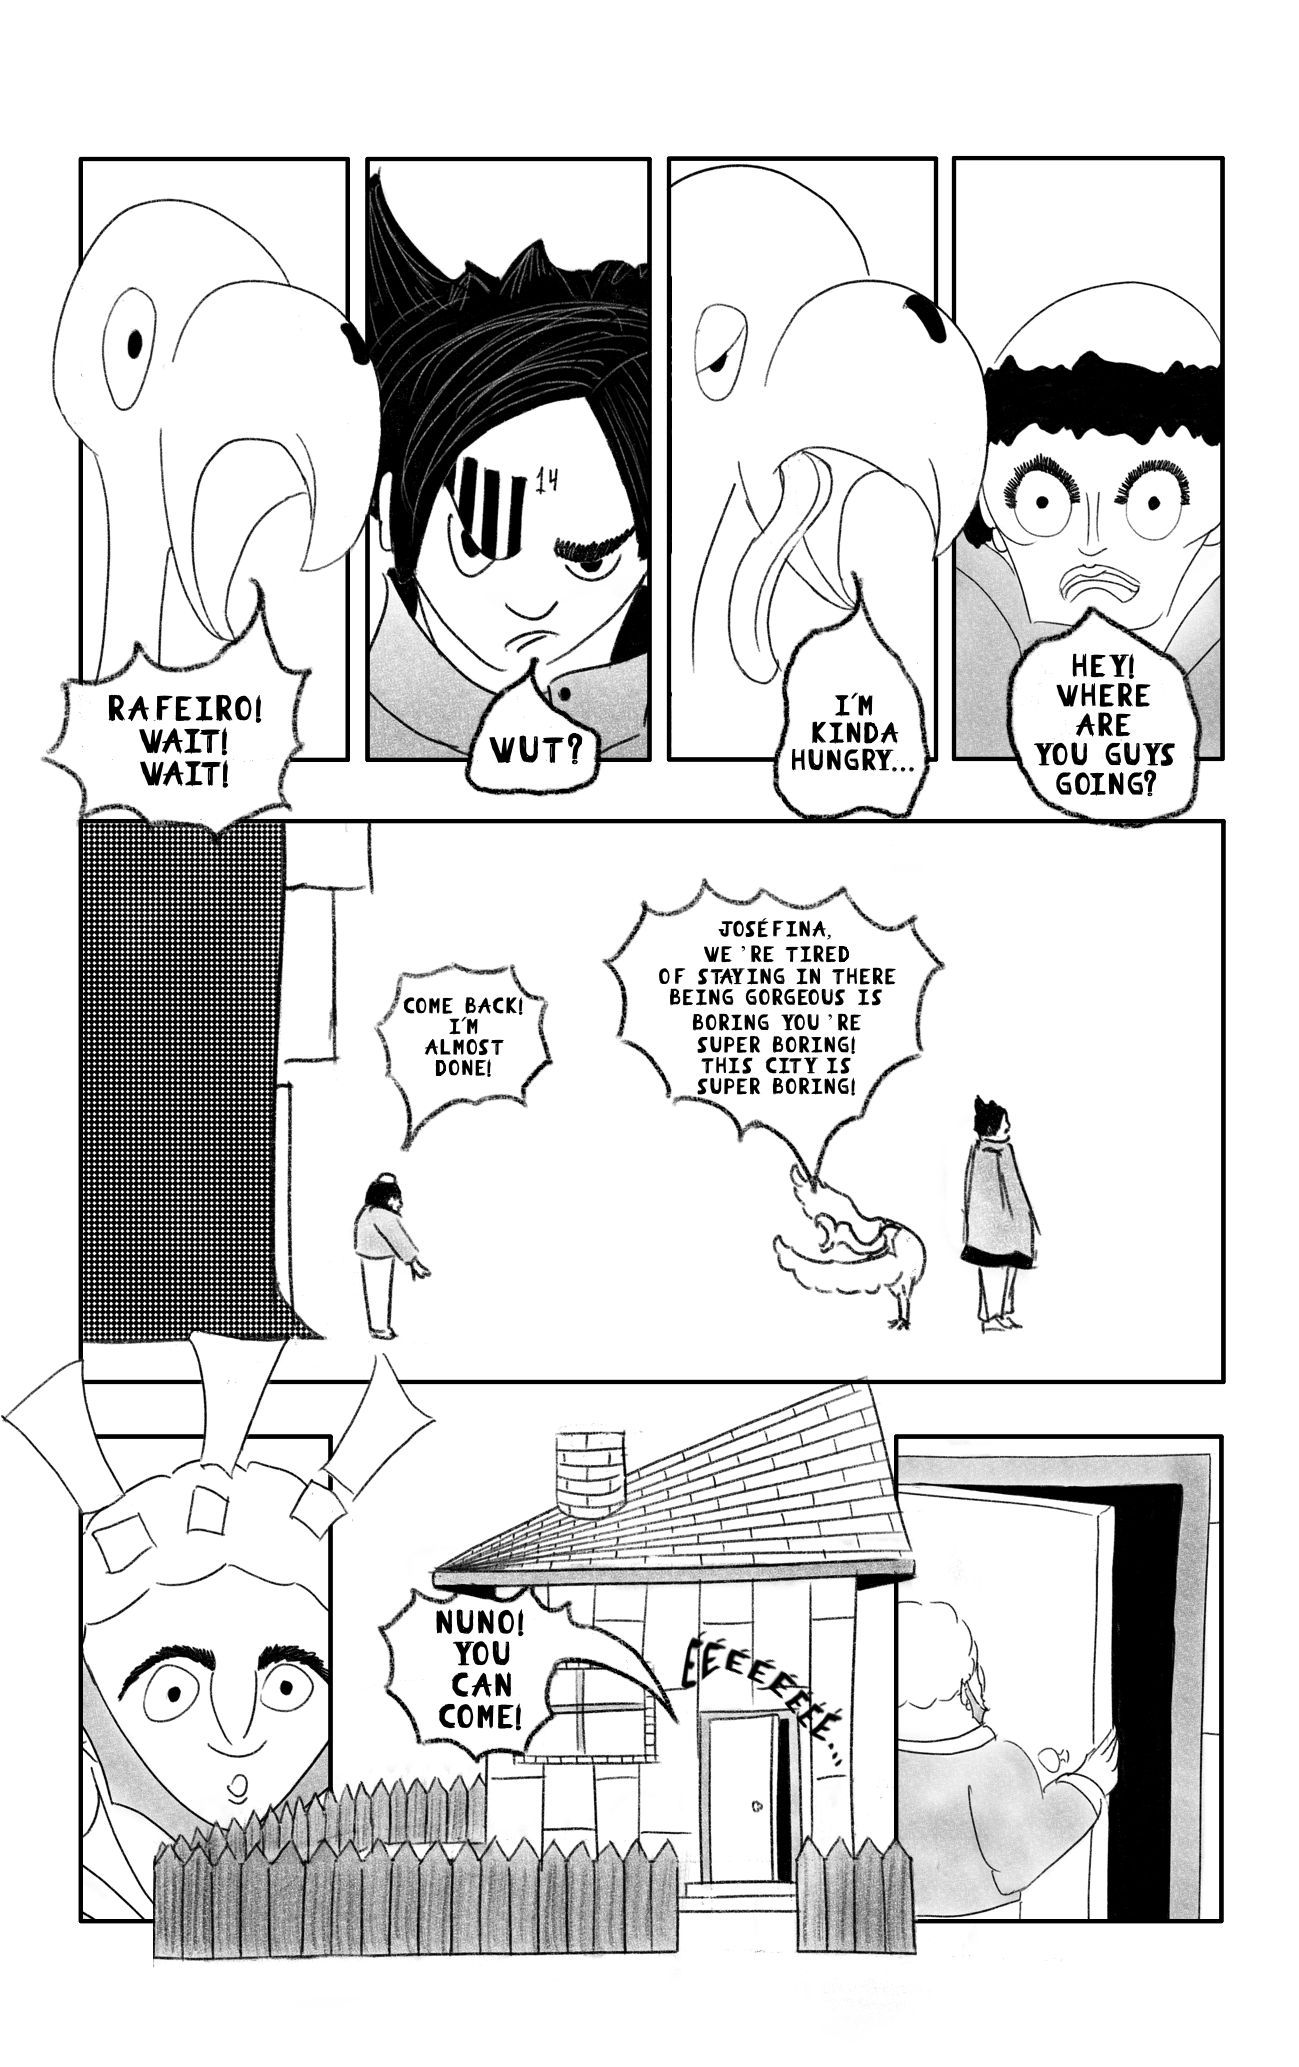 RAFEIRO!
WAIT!
WAIT!
14
WUT?
I'M
KINDA
HUNGRY...
HEY!
WHERE
ARE
YOU GUYS
GOING?
COME BACK!
I'M
ALMOST
DONE!
JOSÉFINA,
WE'RE TIRED
OF STAYING IN THERE
BEING GORGEOUS IS
BORING YOU'RE
SUPER BORING!
THIS CITY IS
SUPER BORING!
NUNO!
YOU
CAN
COME!
ÉÉÉÉÉÉÉÉ...